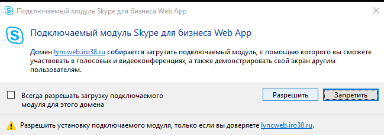 Подключаемый модуль Skype для бизнеса Web App
Подключаемый модуль Skype для бизнеса Web App
Домен lyncweb.iro38.ru собирается загрузить подключаемый модуль, с помощью которого вы сможете
участвовать в голосовых и видеоконференциях, а также демонстрировать свой экран другим
пользователям.
Всегда разрешать загрузку подключаемого
модуля для этого домена
Разрешить Запретить
Разрешить установку подключаемого модуля, только если вы доверяете lyncweb.iro38.ru.